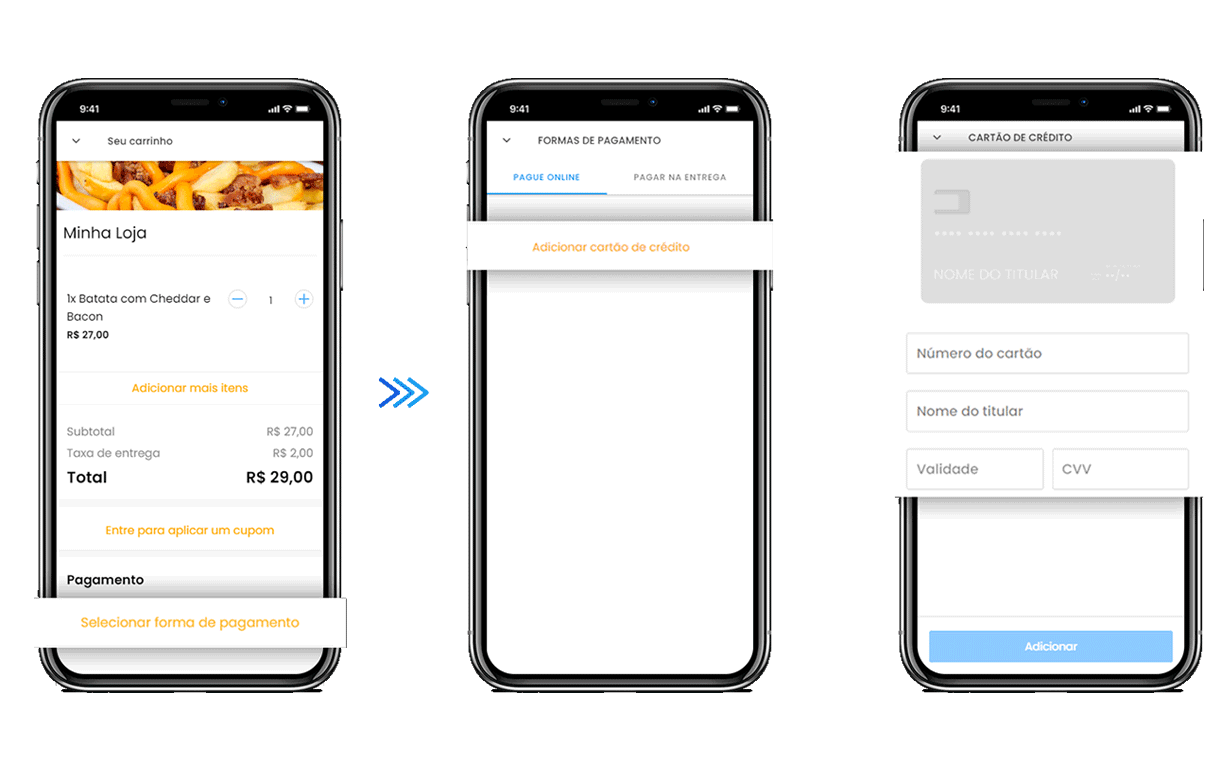 9:41
Seu carrinho
Minha Loja
1x Batata com Cheddar e
Bacon
R$ 27,00
1
Adicionar mais itens
Subtotal R$ 27,00
Taxa de entrega R$ 2,00
Total R$ 29,00
Entre para aplicar um cupom
Pagamento
Selecionar forma de pagamento
9:41
FORMAS DE PAGAMENTO
PAGUE ONLINE PAGAR NA ENTREGA
Adicionar cartão de crédito
9:41
CARTÃO DE CRÉDITO
**** **** **** ****
NOME DO TITULAR
Número do cartão
Nome do titular
Validade CVV
Adicionar